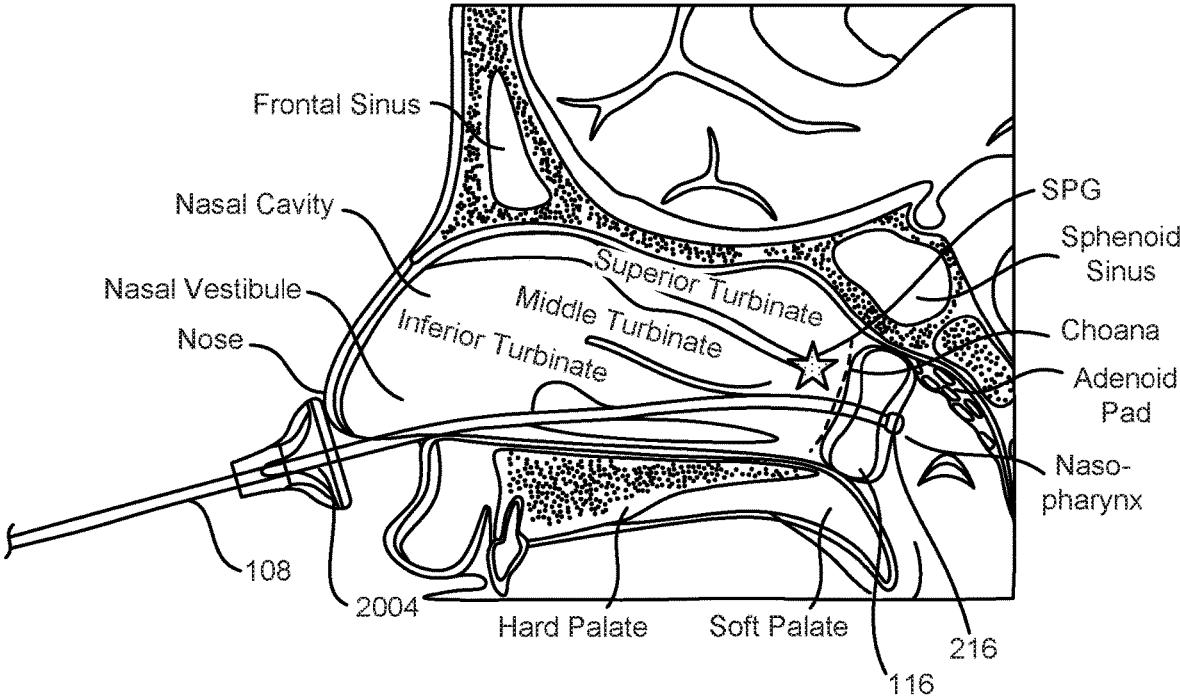 Frontal Sinus
Nasal Cavity
Nasal Vestibule
Nose
Superior Turbinate
Middle Turbinate
Inferior Turbinate
SPG
Sphenoid
Sinus
Choana
Adenoid
Pad
Naso-
pharynx
108
2004
Hard Palate
Soft Palate
216
116